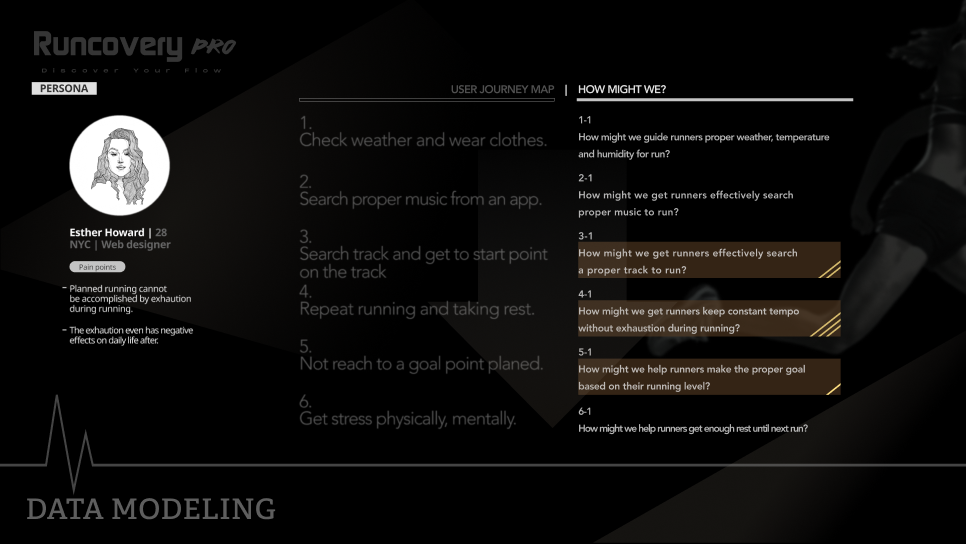 Runcovery PRO
Discover Your Flow
PERSONA
Esther Howard | 28
NYC | Web designer
Pain points
– Planned running cannot
be accomplished by exhaution
during running.
– The exhaution even has negative
effects on daily life after.
USER JOURNEY MAP | HOW MIGHT WE?
1.
Check weather and wear clothes.
2.
Search proper music from an app.
3.
Search track and get to start point
on the track
4.
Repeat running and taking rest.
5.
Not reach to a goal point planed.
6.
Get stress physically, mentally.
1-1
How might we guide runners proper weather, temperature
and humidity for run?
2-1
How might we get runners effectively search
proper music to run?
3-1
How might we get runners effectively search
a proper track to run?
4-1
How might we get runners keep constant tempo
without exhaustion during running?
5-1
How might we help runners make the proper goal
based on their running level?
6-1
How might we help runners get enough rest until next run?
DATA MODELING